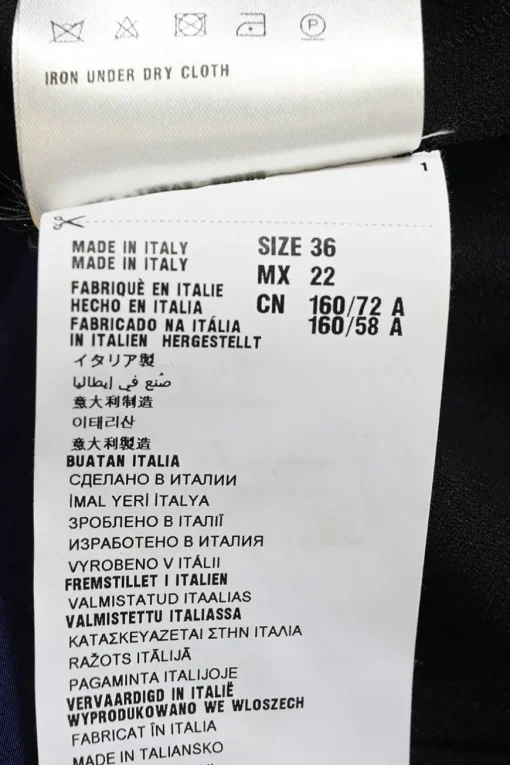 IRON UNDER DRY CLOTH
1
MADE IN ITALY
MADE IN ITALY
FABRIQUÈ EN ITALIE
HECHO EN ITALIA
FABRICADO NA ITÁLIA
IN ITALIEN HERGESTELLT
SIZE 36
MX 22
CN 160/72 A
160/58 A
イタリア製
صُنع في إيطاليا
意大利制造
이태리산
意大利製造
BUATAN ITALIA
СДЕЛАНО В ИТАЛИИ
İMAL YERİ İTALYA
ЗРОБЛЕНО В ІТАЛІЇ
ИЗРАБОТЕНО В ИТАЛИЯ
VYROBENO V ITÁLII
FREMSTILLET I ITALIEN
VALMISTATUD ITAALIAS
VALMISTETTU ITALIASSA
ΚΑΤΑΣΚΕΥΑΖΕΤΑΙ ΣΤΗΝ ΙΤΑΛΙΑ
RAŽOTS ITĀLIJĀ
PAGAMINTA ITALIJOJE
VERVAARDIGD IN ITALIË
WYPRODUKOWANO WE WLOSZECH
FABRICAT ÎN ITALIA
MADE IN TALIANSKO